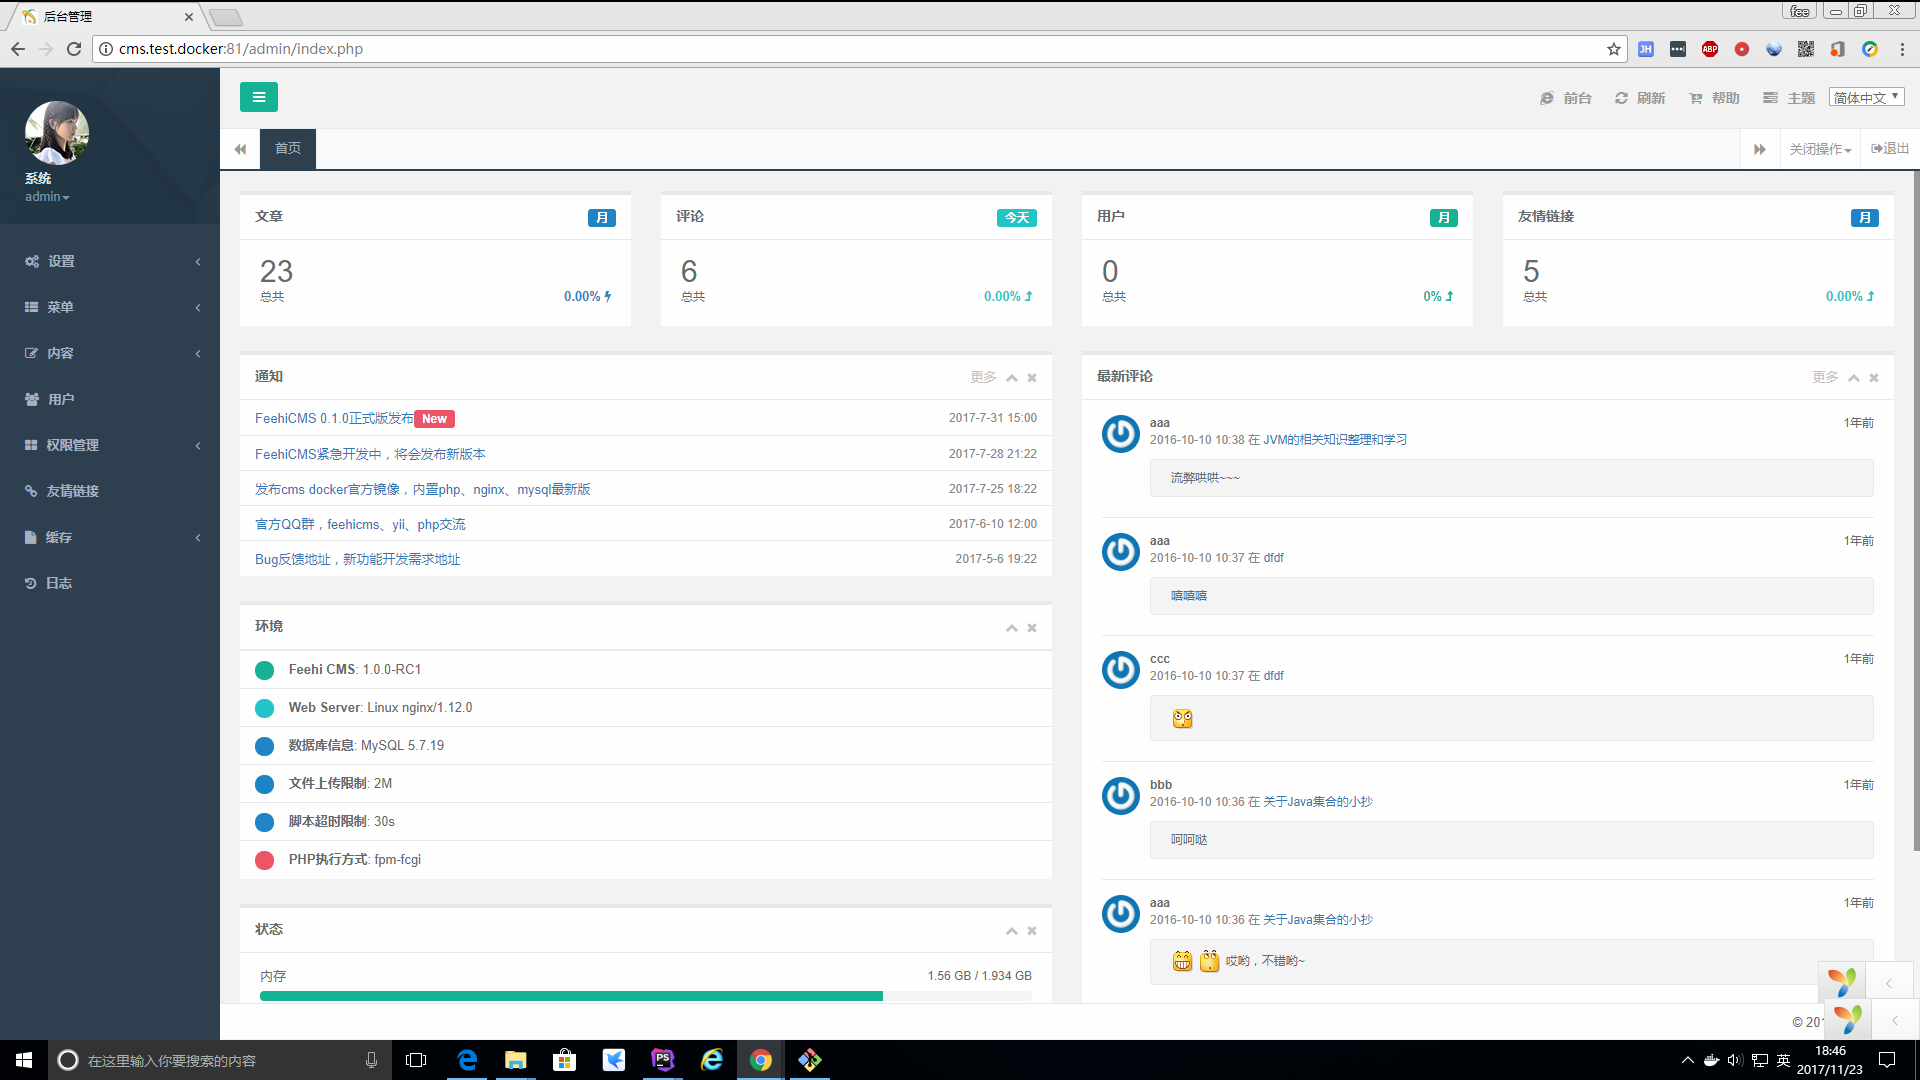 后台管理
fee
cms.test.docker:81/admin/index.php
JH
ABP
前台
刷新
帮助
主题
简体中文
系统
admin
首页
关闭操作
退出
设置
菜单
内容
用户
权限管理
友情链接
缓存
日志
文章
月
23
总共
0.00%
评论
今天
6
总共
0.00%
用户
月
0
总共
0%
友情链接
月
5
总共
0.00%
通知
更多
FeehiCMS 0.1.0正式版发布 New 2017-7-31 15:00
FeehiCMS紧急开发中，将会发布新版本 2017-7-28 21:22
发布cms docker官方镜像，内置php、nginx、mysql最新版 2017-7-25 18:22
官方QQ群，feehicms、yii、php交流 2017-6-10 12:00
Bug反馈地址，新功能开发需求地址 2017-5-6 19:22
环境
Feehi CMS: 1.0.0-RC1
Web Server: Linux nginx/1.12.0
数据库信息: MySQL 5.7.19
文件上传限制: 2M
脚本超时限制: 30s
PHP执行方式: fpm-fcgi
状态
内存 1.56 GB / 1.934 GB
最新评论
更多
aaa 1年前
2016-10-10 10:38 在 JVM的相关知识整理和学习
流弊哄哄~~~
aaa 1年前
2016-10-10 10:37 在 dfdf
嘻嘻嘻
ccc 1年前
2016-10-10 10:37 在 dfdf
bbb 1年前
2016-10-10 10:36 在 关于Java集合的小抄
呵呵哒
aaa 1年前
2016-10-10 10:36 在 关于Java集合的小抄
哎哟，不错哟~
© 201
在这里输入你要搜索的内容
PS
英
18:46
2017/11/23